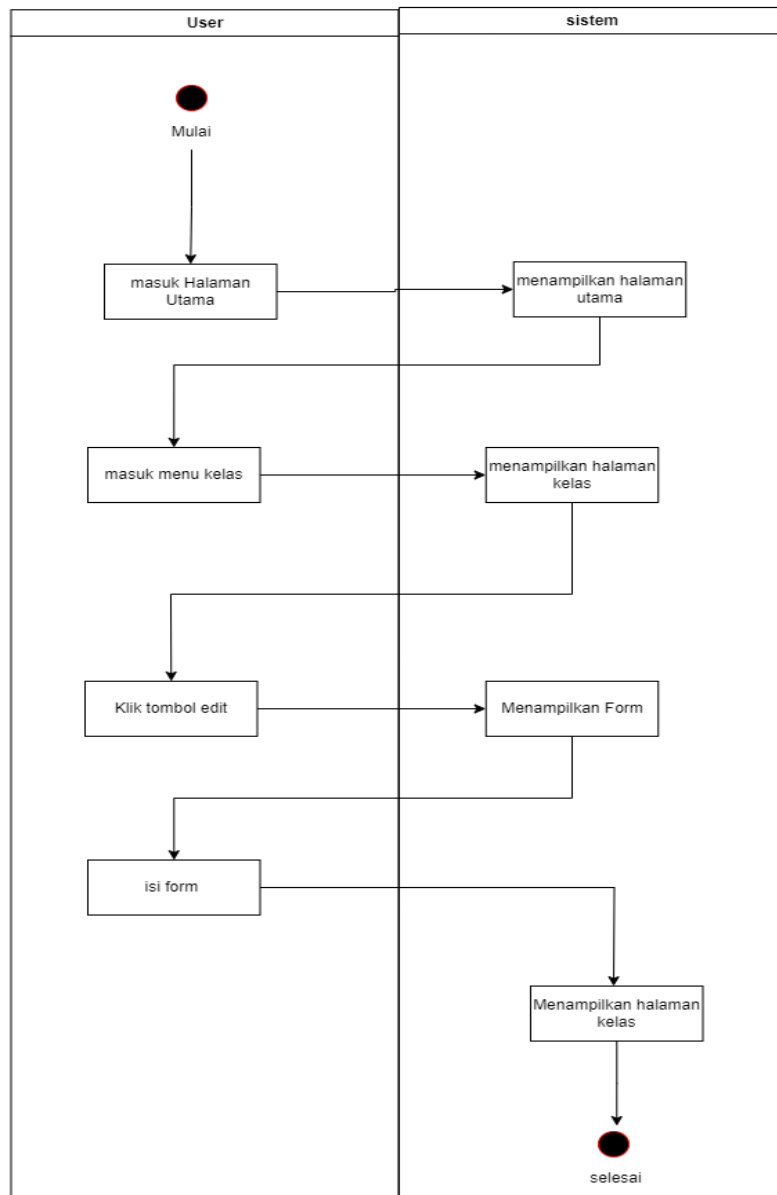 User
sistem
Mulai
masuk Halaman
Utama
menampilkan halaman
utama
masuk menu kelas
menampilkan halaman
kelas
Klik tombol edit
Menampilkan Form
isi form
Menampilkan halaman
kelas
selesai